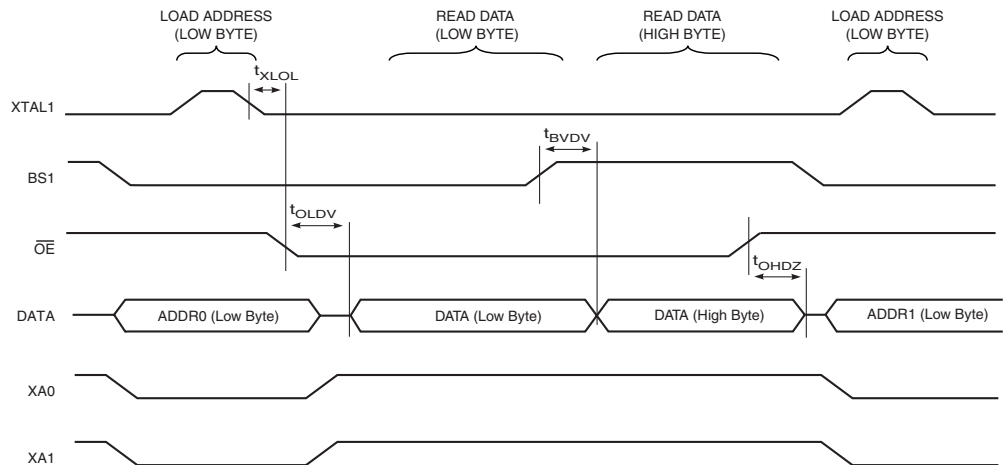 LOAD ADDRESS
(LOW BYTE)
READ DATA
(LOW BYTE)
READ DATA
(HIGH BYTE)
LOAD ADDRESS
(LOW BYTE)
tXLOL
XTAL1
tBVDV
BS1
tOLDV
OE
tOHDZ
DATA
ADDR0 (Low Byte)
DATA (Low Byte)
DATA (High Byte)
ADDR1 (Low Byte)
XA0
XA1